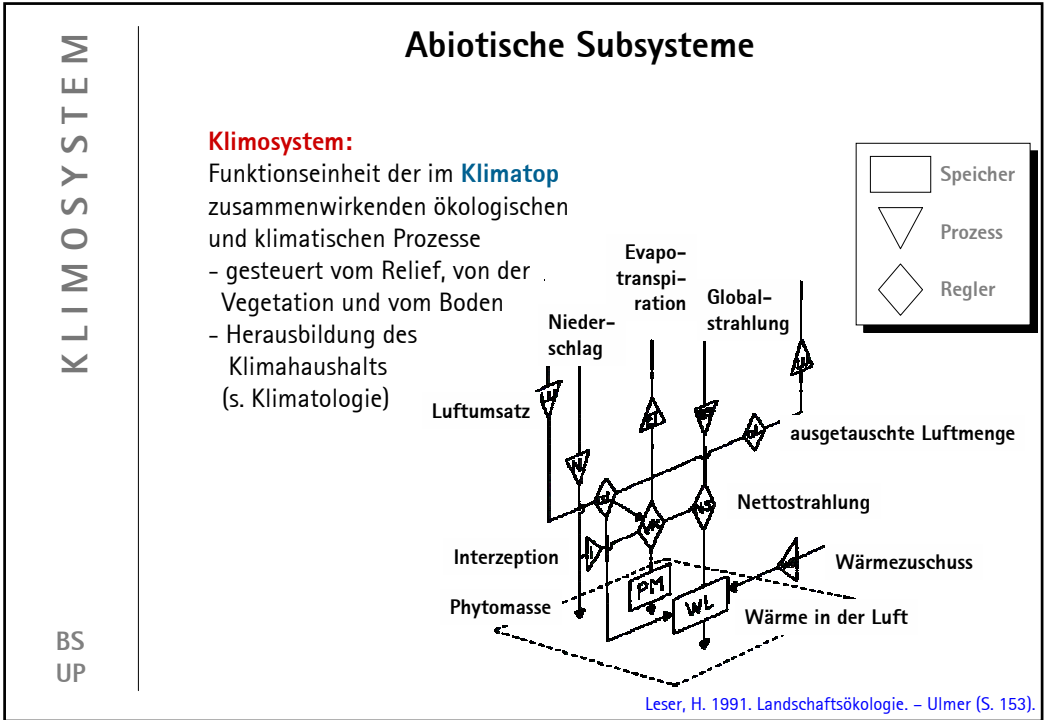 KLIMOSYSTEM
BS
UP
Abiotische Subsysteme
Klimosystem:
Funktionseinheit der im Klimatop
zusammenwirkenden ökologischen
und klimatischen Prozesse
- gesteuert vom Relief, von der
Vegetation und vom Boden
- Herausbildung des
Klimahaushalts
(s. Klimatologie)
Speicher
Prozess
Regler
Evapo-
transpi-
ration
Global-
strahlung
Nieder-
schlag
Luftumsatz
ausgetauschte Luftmenge
N
Nettostrahlung
NS
Interzeption
I
Wärmezuschuss
PM
Phytomasse
WL
Wärme in der Luft
Leser, H. 1991. Landschaftsökologie. – Ulmer (S. 153).